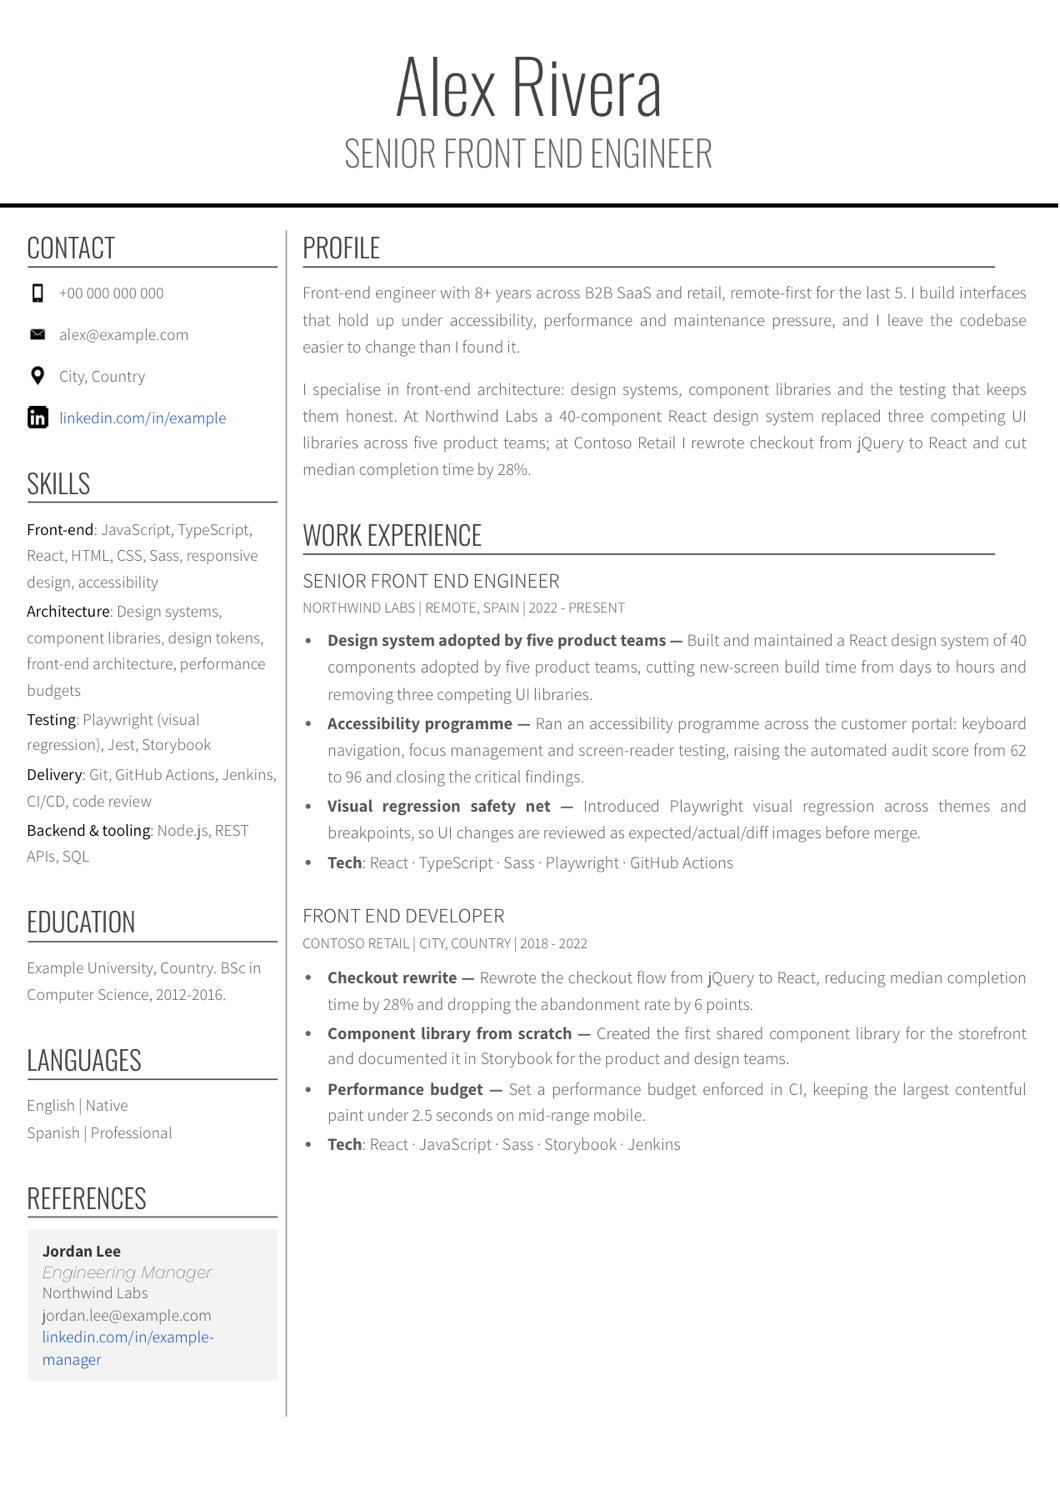 Alex Rivera
SENIOR FRONT END ENGINEER
CONTACT
+00 000 000 000
alex@example.com
City, Country
linkedin.com/in/example
SKILLS
Front-end: JavaScript, TypeScript,
React, HTML, CSS, Sass, responsive
design, accessibility
Architecture: Design systems,
component libraries, design tokens,
front-end architecture, performance
budgets
Testing: Playwright (visual
regression), Jest, Storybook
Delivery: Git, GitHub Actions, Jenkins,
CI/CD, code review
Backend & tooling: Node.js, REST
APIs, SQL
EDUCATION
Example University, Country. BSc in
Computer Science, 2012-2016.
LANGUAGES
English | Native
Spanish | Professional
REFERENCES
Jordan Lee
Engineering Manager
Northwind Labs
jordan.lee@example.com
linkedin.com/in/example-
manager
PROFILE
Front-end engineer with 8+ years across B2B SaaS and retail, remote-first for the last 5. I build interfaces
that hold up under accessibility, performance and maintenance pressure, and I leave the codebase
easier to change than I found it.
I specialise in front-end architecture: design systems, component libraries and the testing that keeps
them honest. At Northwind Labs a 40-component React design system replaced three competing UI
libraries across five product teams; at Contoso Retail I rewrote checkout from jQuery to React and cut
median completion time by 28%.
WORK EXPERIENCE
SENIOR FRONT END ENGINEER
NORTHWIND LABS | REMOTE, SPAIN | 2022 - PRESENT
• Design system adopted by five product teams — Built and maintained a React design system of 40
components adopted by five product teams, cutting new-screen build time from days to hours and
removing three competing UI libraries.
• Accessibility programme — Ran an accessibility programme across the customer portal: keyboard
navigation, focus management and screen-reader testing, raising the automated audit score from 62
to 96 and closing the critical findings.
• Visual regression safety net — Introduced Playwright visual regression across themes and
breakpoints, so UI changes are reviewed as expected/actual/diff images before merge.
• Tech: React · TypeScript · Sass · Playwright · GitHub Actions
FRONT END DEVELOPER
CONTOSO RETAIL | CITY, COUNTRY | 2018 - 2022
• Checkout rewrite — Rewrote the checkout flow from jQuery to React, reducing median completion
time by 28% and dropping the abandonment rate by 6 points.
• Component library from scratch — Created the first shared component library for the storefront
and documented it in Storybook for the product and design teams.
• Performance budget — Set a performance budget enforced in CI, keeping the largest contentful
paint under 2.5 seconds on mid-range mobile.
• Tech: React · JavaScript · Sass · Storybook · Jenkins